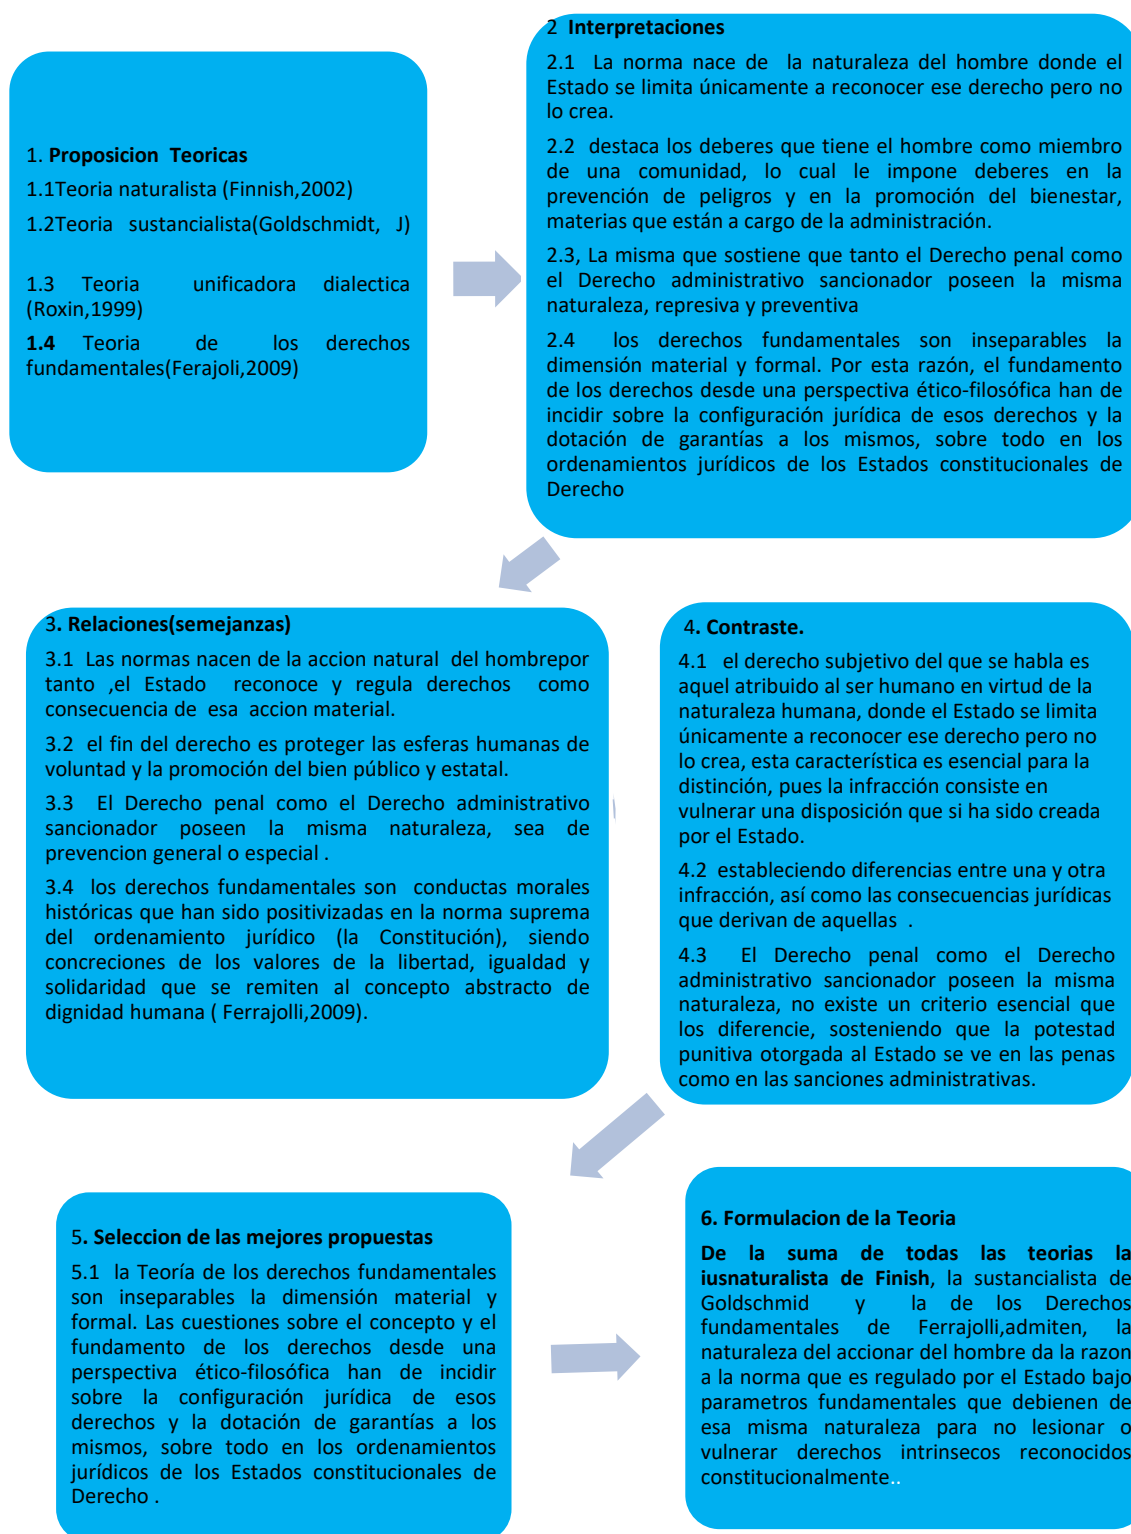 1. Proposicion Teoricas
1.1Teoria naturalista (Finnish,2002)
1.2Teoria sustancialista(Goldschmidt, J)
1.3 Teoria unificadora dialectica
(Roxin,1999)
1.4 Teoria de los derechos
fundamentales(Ferajoli,2009)
2 Interpretaciones
2.1 La norma nace de la naturaleza del hombre donde el
Estado se limita únicamente a reconocer ese derecho pero no
lo crea.
2.2 destaca los deberes que tiene el hombre como miembro
de una comunidad, lo cual le impone deberes en la
prevención de peligros y en la promoción del bienestar,
materias que están a cargo de la administración.
2.3, La misma que sostiene que tanto el Derecho penal como
el Derecho administrativo sancionador poseen la misma
naturaleza, represiva y preventiva
2.4 los derechos fundamentales son inseparables la
dimensión material y formal. Por esta razón, el fundamento
de los derechos desde una perspectiva ético-filosófica han de
incidir sobre la configuración jurídica de esos derechos y la
dotación de garantías a los mismos, sobre todo en los
ordenamientos jurídicos de los Estados constitucionales de
Derecho
3. Relaciones(semejanzas)
3.1 Las normas nacen de la accion natural del hombrepor
tanto ,el Estado reconoce y regula derechos como
consecuencia de esa accion material.
3.2 el fin del derecho es proteger las esferas humanas de
voluntad y la promoción del bien público y estatal.
3.3 El Derecho penal como el Derecho administrativo
sancionador poseen la misma naturaleza, sea de
prevencion general o especial .
3.4 los derechos fundamentales son conductas morales
históricas que han sido positivizadas en la norma suprema
del ordenamiento jurídico (la Constitución), siendo
concreciones de los valores de la libertad, igualdad y
solidaridad que se remiten al concepto abstracto de
dignidad humana ( Ferrajolli,2009).
4. Contraste.
4.1 el derecho subjetivo del que se habla es
aquel atribuido al ser humano en virtud de la
naturaleza humana, donde el Estado se limita
únicamente a reconocer ese derecho pero no
lo crea, esta característica es esencial para la
distinción, pues la infracción consiste en
vulnerar una disposición que si ha sido creada
por el Estado.
4.2 estableciendo diferencias entre una y otra
infracción, así como las consecuencias jurídicas
que derivan de aquellas .
4.3 El Derecho penal como el Derecho
administrativo sancionador poseen la misma
naturaleza, no existe un criterio esencial que
los diferencie, sosteniendo que la potestad
punitiva otorgada al Estado se ve en las penas
como en las sanciones administrativas.
5. Seleccion de las mejores propuestas
5.1 la Teoría de los derechos fundamentales
son inseparables la dimensión material y
formal. Las cuestiones sobre el concepto y el
fundamento de los derechos desde una
perspectiva ético-filosófica han de incidir
sobre la configuración jurídica de esos
derechos y la dotación de garantías a los
mismos, sobre todo en los ordenamientos
jurídicos de los Estados constitucionales de
Derecho .
6. Formulacion de la Teoria
De la suma de todas las teorias la
iusnaturalista de Finish, la sustancialista de
Goldschmid y la de los Derechos
fundamentales de Ferrajolli,admiten, la
naturaleza del accionar del hombre da la razon
a la norma que es regulado por el Estado bajo
parametros fundamentales que debienen de
esa misma naturaleza para no lesionar o
vulnerar derechos intrinsecos reconocidos
constitucionalmente..